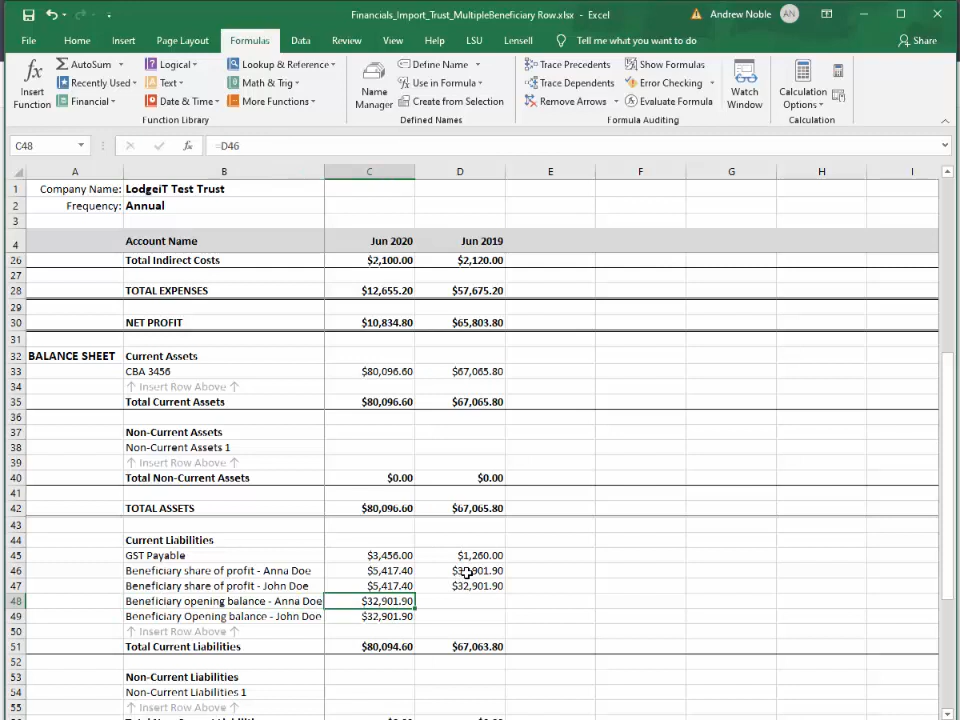 Financials_Import_Trust_MultipleBeneficiary Row.xlsx - Excel
Andrew Noble AN
File Home Insert Page Layout Formulas Data Review View Help LSU Lensell Tell me what you want to do Share
Insert Function
AutoSum
Recently Used
Financial
Logical
Text
Date & Time
Lookup & Reference
Math & Trig
More Functions
Function Library
Name Manager
Define Name
Use in Formula
Create from Selection
Defined Names
Trace Precedents
Trace Dependents
Remove Arrows
Show Formulas
Error Checking
Evaluate Formula
Formula Auditing
Watch Window
Calculation Options
Calculation
C48 fx =D46
A B C D E F G H I
1 Company Name: LodgeiT Test Trust
2 Frequency: Annual
3
4 Account Name Jun 2020 Jun 2019
26 Total Indirect Costs $2,100.00 $2,120.00
27
28 TOTAL EXPENSES $12,655.20 $57,675.20
29
30 NET PROFIT $10,834.80 $65,803.80
31
32 BALANCE SHEET Current Assets
33 CBA 3456 $80,096.60 $67,065.80
34 ↑ Insert Row Above ↑
35 Total Current Assets $80,096.60 $67,065.80
36
37 Non-Current Assets
38 Non-Current Assets 1
39 ↑ Insert Row Above ↑
40 Total Non-Current Assets $0.00 $0.00
41
42 TOTAL ASSETS $80,096.60 $67,065.80
43
44 Current Liabilities
45 GST Payable $3,456.00 $1,260.00
46 Beneficiary share of profit - Anna Doe $5,417.40
47 Beneficiary share of profit - John Doe $5,417.40 $32,901.90
48 Beneficiary opening balance - Anna Doe $32,901.90
49 Beneficiary Opening balance - John Doe $32,901.90
50 ↑ Insert Row Above ↑
51 Total Current Liabilities $80,094.60 $67,063.80
52
53 Non-Current Liabilities
54 Non-Current Liabilities 1
55 ↑ Insert Row Above ↑